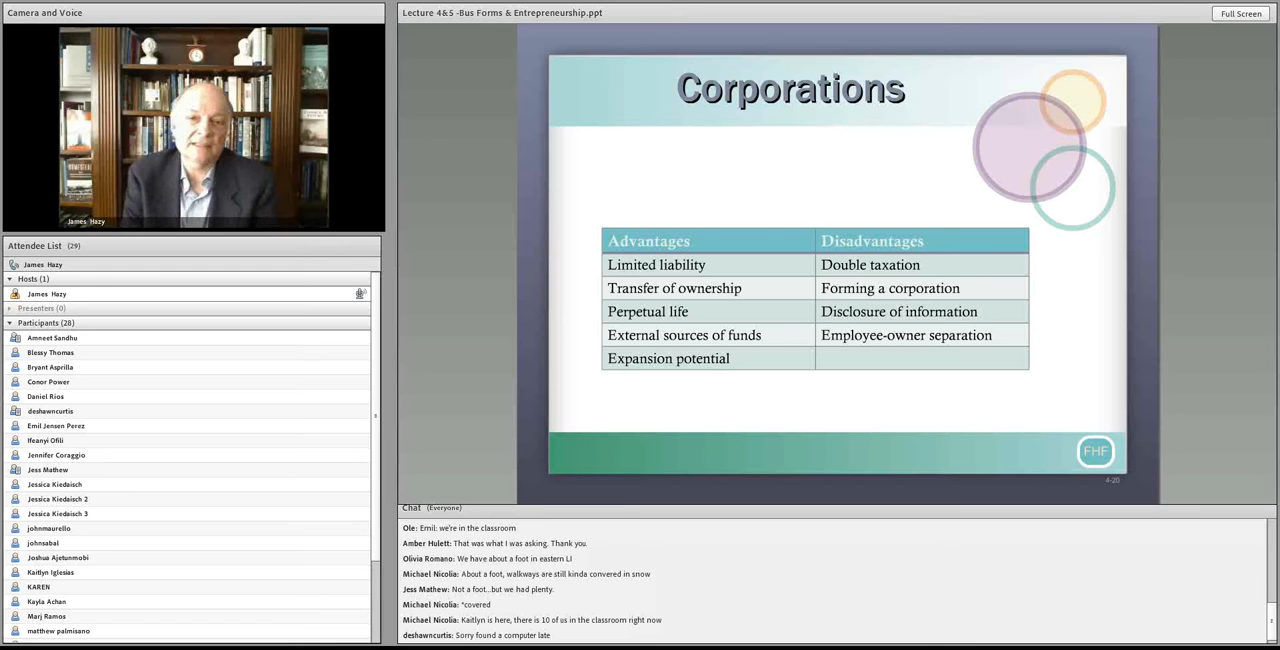 Camera and Voice
James Hazy
Attendee List (29)
James Hazy
Hosts (1)
James Hazy
Presenters (0)
Participants (28)
Amneet Sandhu
Blessy Thomas
Bryant Asprilla
Conor Power
Daniel Rios
deshawncurtis
Emil Jensen Perez
Ifeanyi Ofili
Jennifer Coraggio
Jess Mathew
Jessica Kiedaisch
Jessica Kiedaisch 2
Jessica Kiedaisch 3
johnmaurello
johnsabal
Joshua Ajetunmobi
Kaitlyn Iglesias
KAREN
Kayla Achan
Marj Ramos
matthew palmisano
Lecture 4&5 -Bus Forms & Entrepreneurship.ppt
Full Screen
Corporations
Advantages Disadvantages
Limited liability Double taxation
Transfer of ownership Forming a corporation
Perpetual life Disclosure of information
External sources of funds Employee-owner separation
Expansion potential
FHF
4-20
Chat (Everyone)
Ole: Emil: we're in the classroom
Amber Hulett: That was what I was asking. Thank you.
Olivia Romano: We have about a foot in eastern LI
Michael Nicolia: About a foot, walkways are still kinda convered in snow
Jess Mathew: Not a foot...but we had plenty.
Michael Nicolia: *covered
Michael Nicolia: Kaitlyn is here, there is 10 of us in the classroom right now
deshawncurtis: Sorry found a computer late